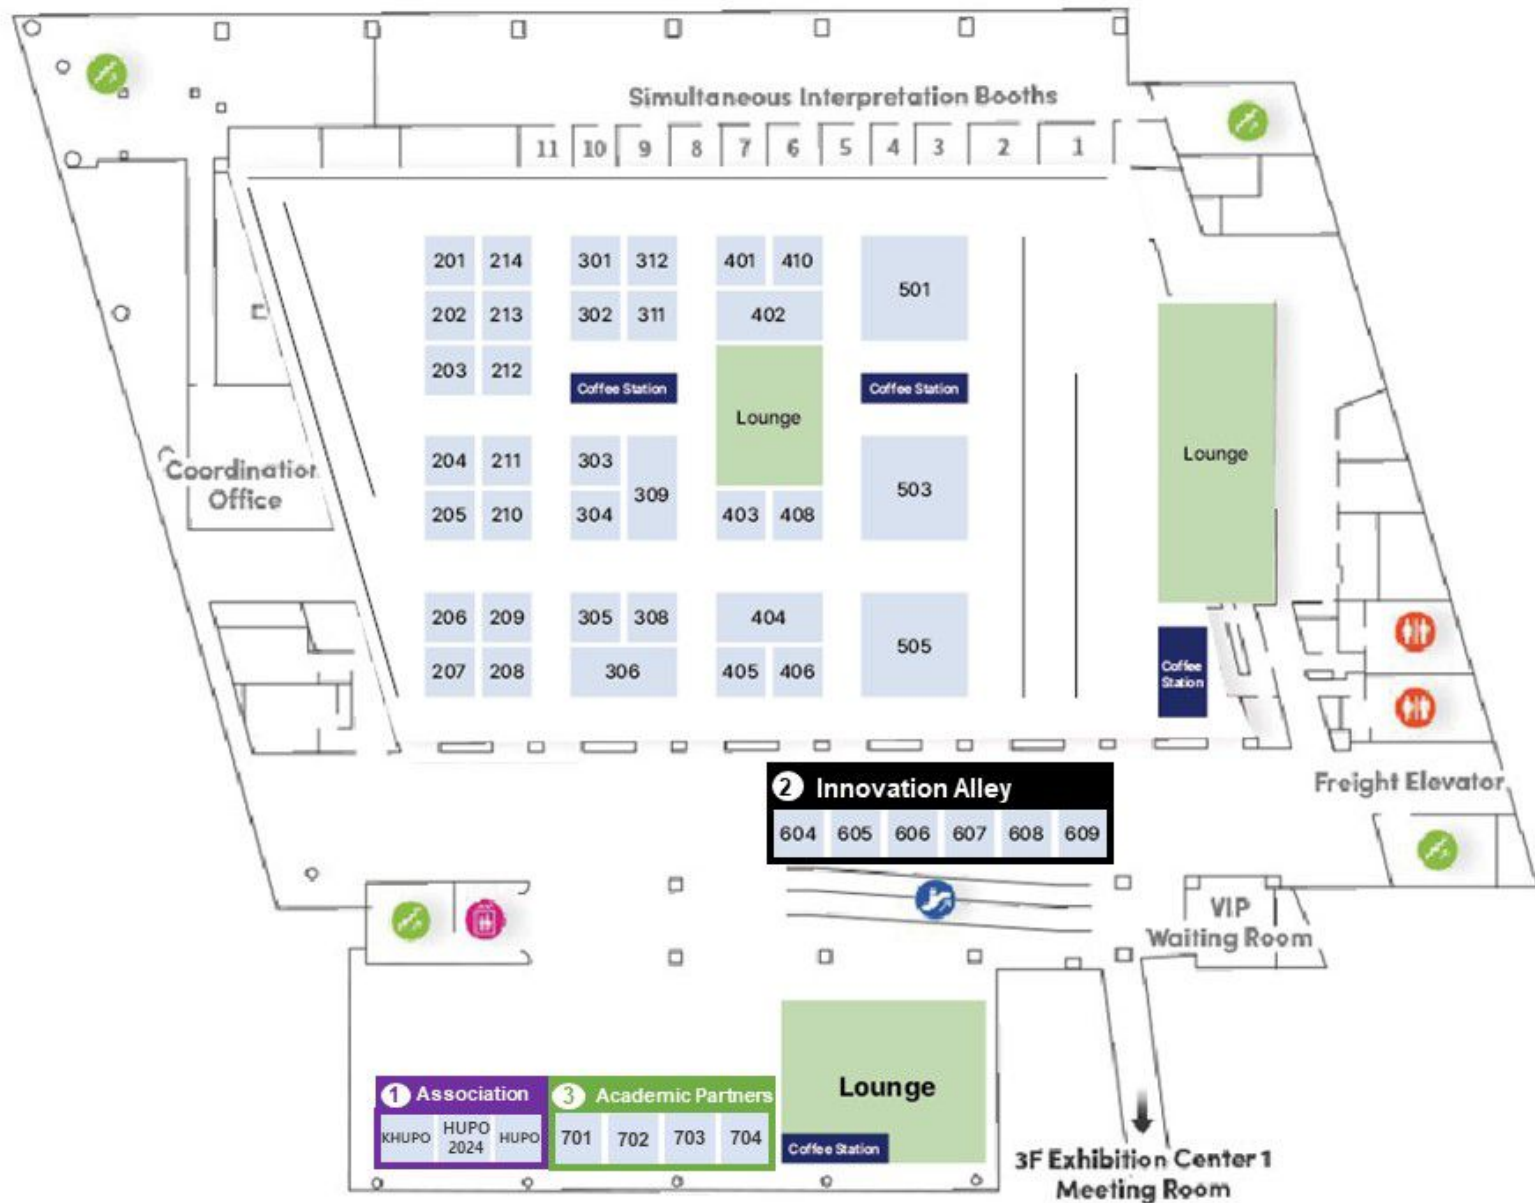 Simultaneous Interpretation Booths
11 10 9 8 7 6 5 4 3 2 1
201 214 301 312 401 410
501
202 213 302 311 402
203 212
Coffee Station
Coffee Station
Lounge
Lounge
204 211 303
309
503
205 210 304 403 408
Coordination
Office
206 209 305 308 404
505
207 208 306 405 406
Coffee
Station
2 Innovation Alley
604 605 606 607 608 609
Freight Elevator
VIP
Waiting Room
Lounge
Coffee Station
1 Association
KHUPO
HUPO
2024
HUPO
3 Academic Partners
701 702 703 704
3F Exhibition Center 1
Meeting Room